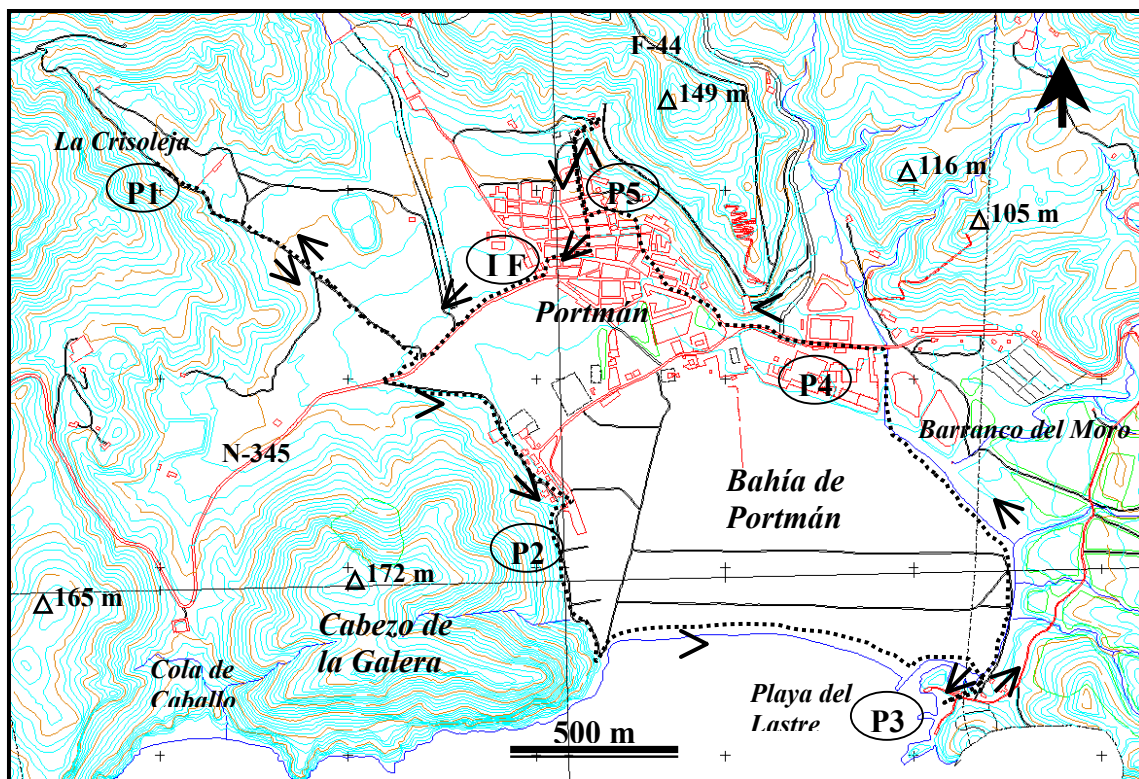 F-44
149 m
La Crisoleja
P1
P5
116 m
105 m
I F
Portmán
P4
N-345
Barranco del Moro
Bahía de
Portmán
P2
172 m
165 m
Cabezo de
la Galera
Cola de
Caballo
Playa del
Lastre
P3
500 m